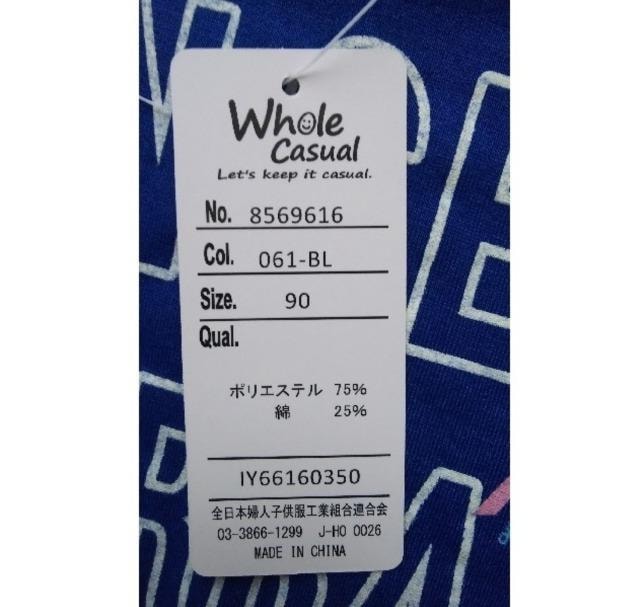 Whole
Casual
Let's keep it casual.
No. 8569616
Col. 061-BL
Size. 90
Qual.
ポリエステル 75%
綿 25%
IY66160350
全日本婦人子供服工業組合連合会
03-3866-1299 J-HO 0026
MADE IN CHINA